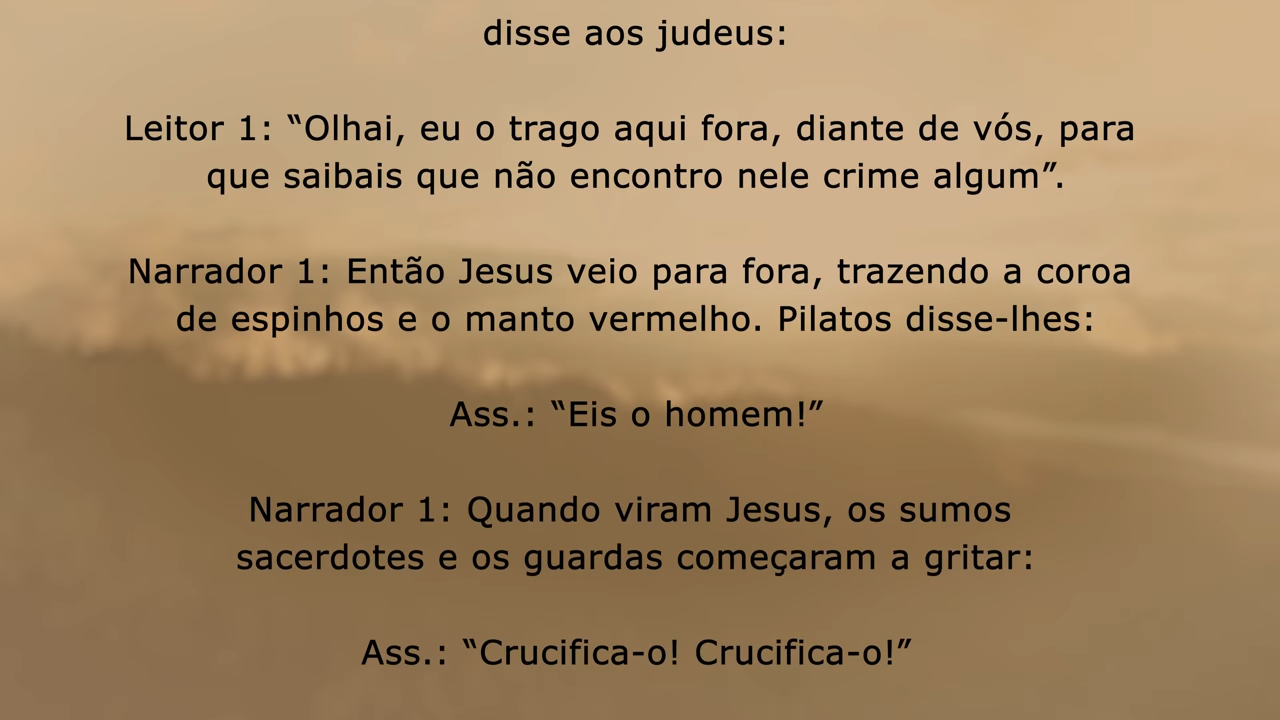 disse aos judeus:
Leitor 1: “Olhai, eu o trago aqui fora, diante de vós, para
que saibais que não encontro nele crime algum”.
Narrador 1: Então Jesus veio para fora, trazendo a coroa
de espinhos e o manto vermelho. Pilatos disse-lhes:
Ass.: “Eis o homem!”
Narrador 1: Quando viram Jesus, os sumos
sacerdotes e os guardas começaram a gritar:
Ass.: “Crucifica-o! Crucifica-o!”